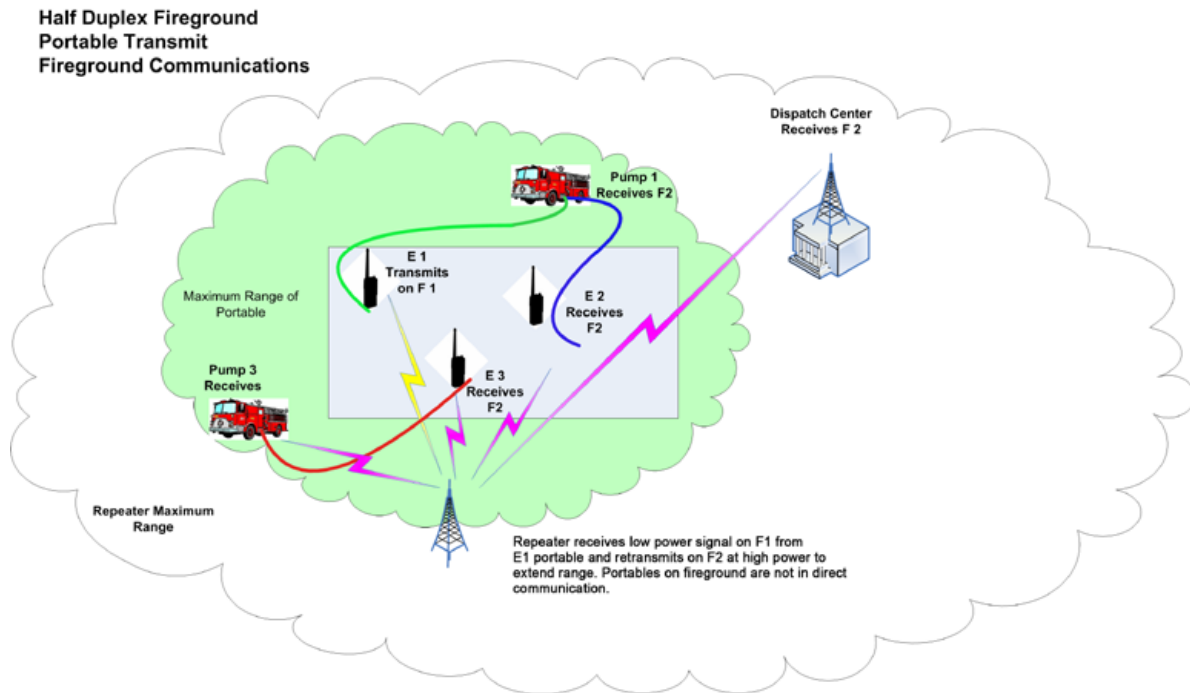 Half Duplex Fireground
Portable Transmit
Fireground Communications
Dispatch Center
Receives F 2
Pump 1
Receives F2
E 1
Transmits
on F 1
E 2
Receives
F2
Maximum Range of
Portable
E 3
Receives
F2
Pump 3
Receives
Repeater Maximum
Range
Repeater receives low power signal on F1 from
E1 portable and retransmits on F2 at high power to
extend range. Portables on fireground are not in direct
communication.